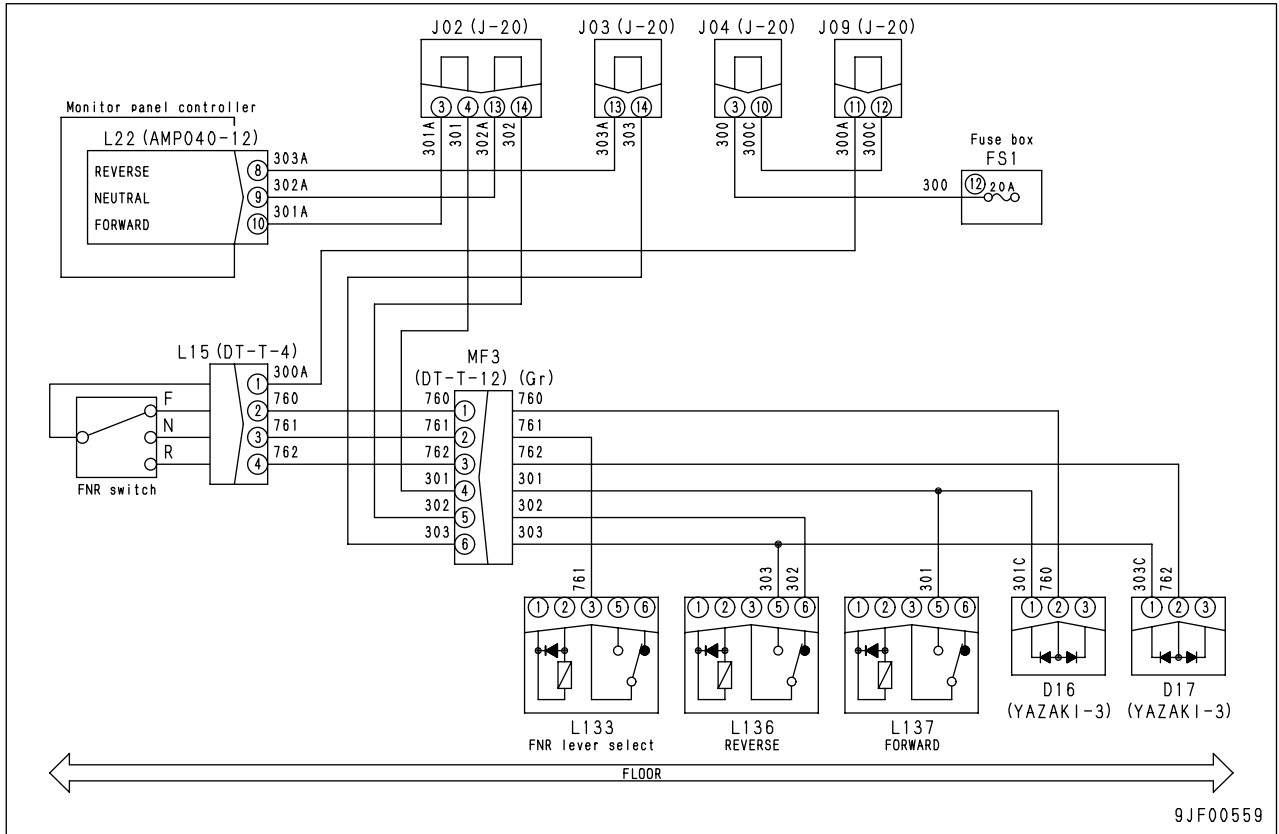 J02 (J-20)
J03 (J-20)
J04 (J-20)
J09 (J-20)
3 4 13 14
13 14
3 10
11 12
301A 301 302A 302
303A 303
300 300C
300A 300C
Monitor panel controller
L22 (AMP040-12)
REVERSE 8 303A
NEUTRAL 9 302A
FORWARD 10 301A
Fuse box
FS1
300 12 20A
L15 (DT-T-4)
1 300A
F 2 760
N 3 761
R 4 762
FNR switch
MF3
(DT-T-12) (Gr)
760 1 760
761 2 761
762 3 762
301 4 301
302 5 302
303 6 303
761
303 302
301
301C 760
303C 762
1 2 3 5 6
1 2 3 5 6
1 2 3 5 6
1 2 3
1 2 3
L133
FNR lever select
L136
REVERSE
L137
FORWARD
D16
(YAZAKI-3)
D17
(YAZAKI-3)
FLOOR
9JF00559